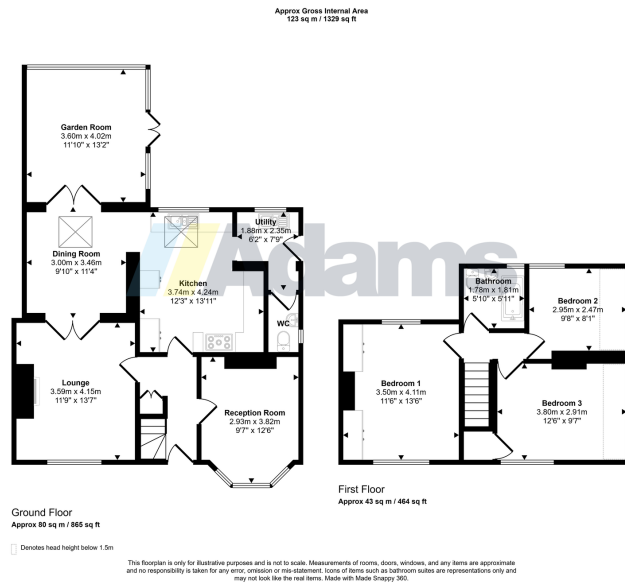 Approx Gross Internal Area
123 sq m / 1329 sq ft
Adams
Garden Room
3.60m x 4.02m
11'10" x 13'2"
Dining Room
3.00m x 3.46m
9'10" x 11'4"
Utility
1.88m x 2.35m
6'2" x 7'9"
Kitchen
3.74m x 4.24m
12'3" x 13'11"
WC
Lounge
3.59m x 4.15m
11'9" x 13'7"
Reception Room
2.93m x 3.82m
9'7" x 12'6"
Bathroom
1.78m x 1.81m
5'10" x 5'11"
Bedroom 2
2.95m x 2.47m
9'8" x 8'1"
Bedroom 1
3.50m x 4.11m
11'6" x 13'6"
Bedroom 3
3.80m x 2.91m
12'6" x 9'7"
Ground Floor
Approx 80 sq m / 865 sq ft
First Floor
Approx 43 sq m / 464 sq ft
Denotes head height below 1.5m
This floorplan is only for illustrative purposes and is not to scale. Measurements of rooms, doors, windows, and any items are approximate
and no responsibility is taken for any error, omission or mis-statement. Icons of items such as bathroom suites are representations only and
may not look like the real items. Made with Made Snappy 360.